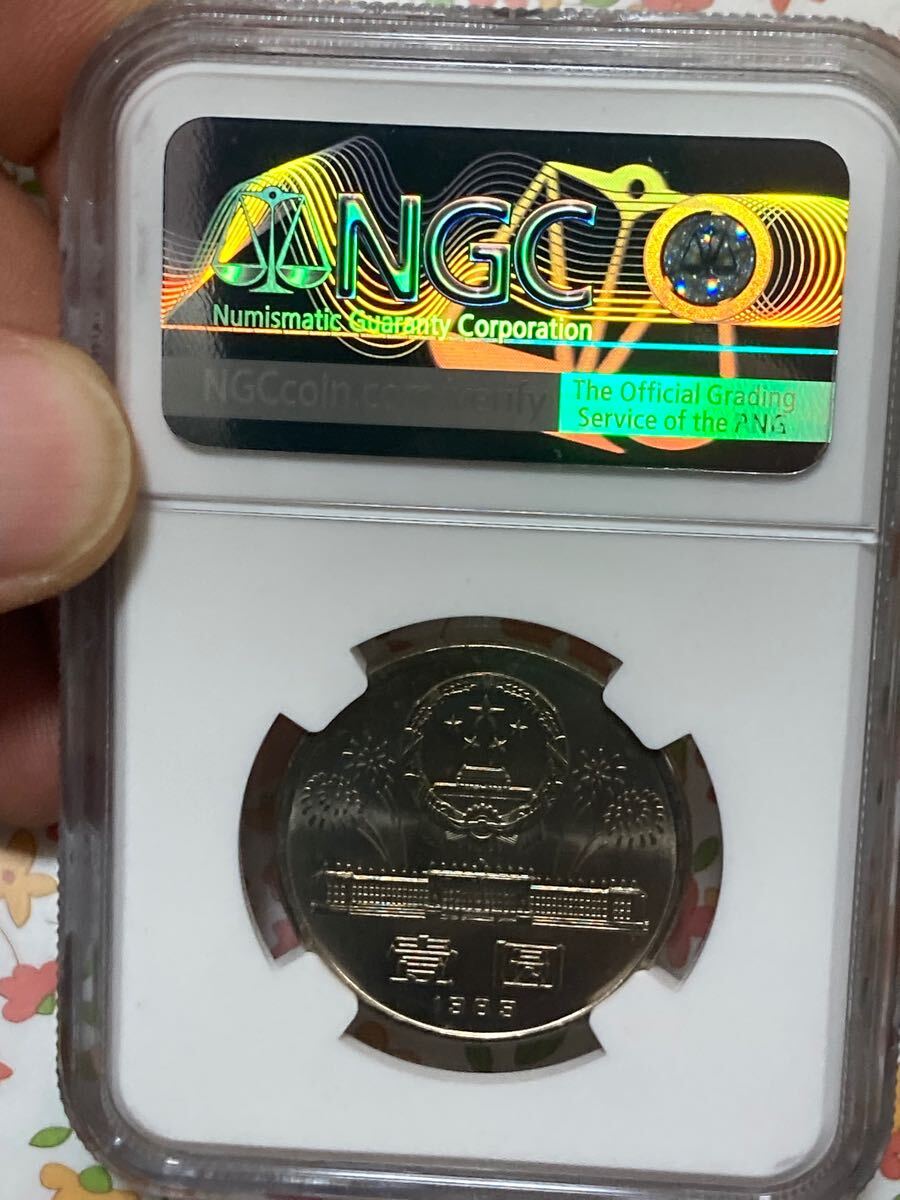 NGC
Numismatic Guaranty Corporation
NGCcoin.com/verify
The Official Grading
Service of the ANG
壹圆